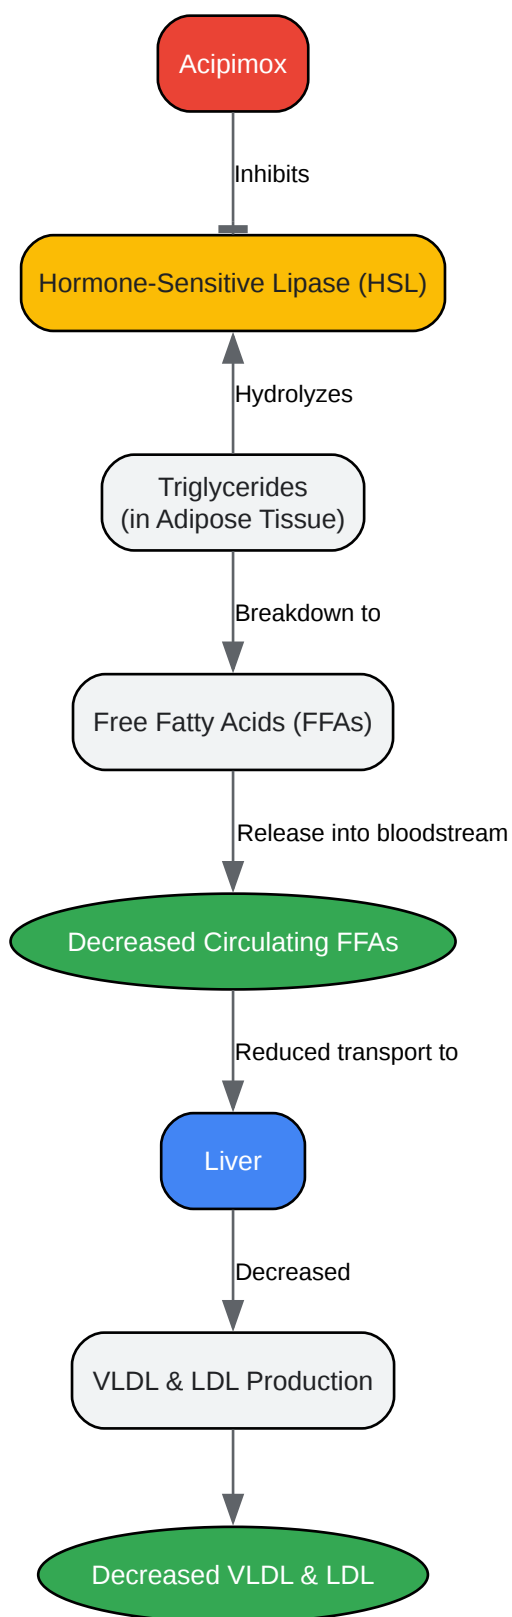 Acipimox
Inhibits
Hormone-Sensitive Lipase (HSL)
Hydrolyzes
Triglycerides
(in Adipose Tissue)
Breakdown to
Free Fatty Acids (FFAs)
Release into bloodstream
Decreased Circulating FFAs
Reduced transport to
Liver
Decreased
VLDL & LDL Production
Decreased VLDL & LDL